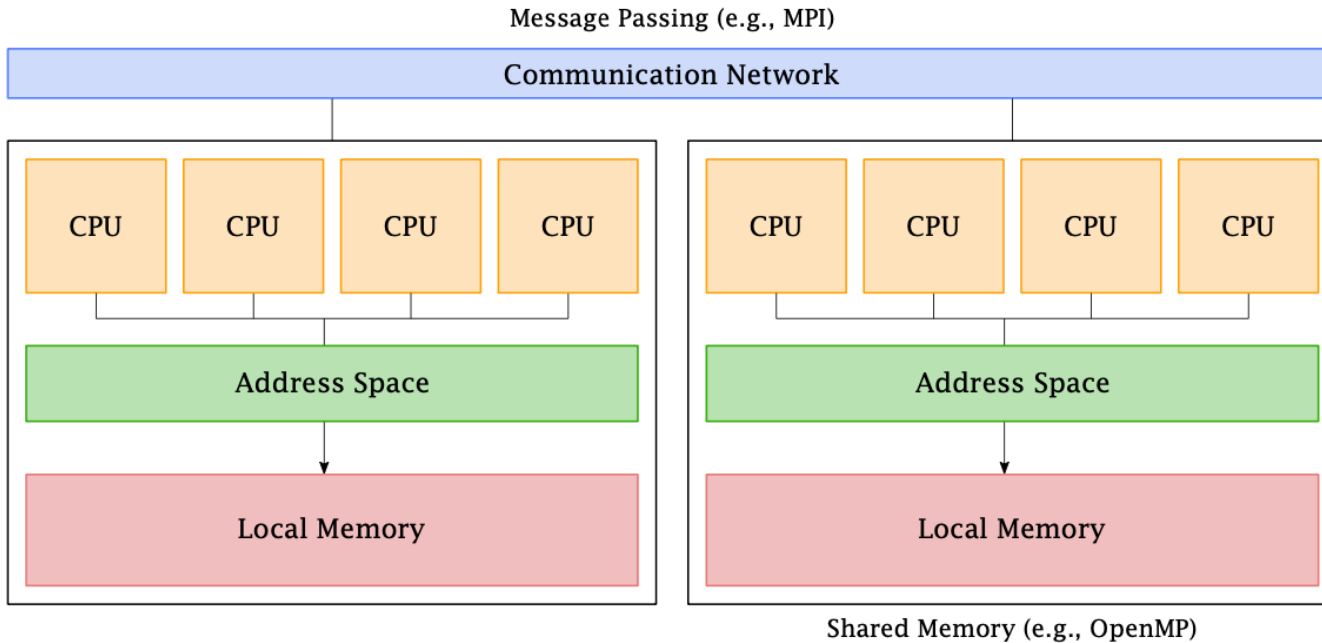 Message Passing (e.g., MPI)
Communication Network
CPU CPU CPU CPU CPU CPU CPU CPU
Address Space Address Space
Local Memory Local Memory
Shared Memory (e.g., OpenMP)